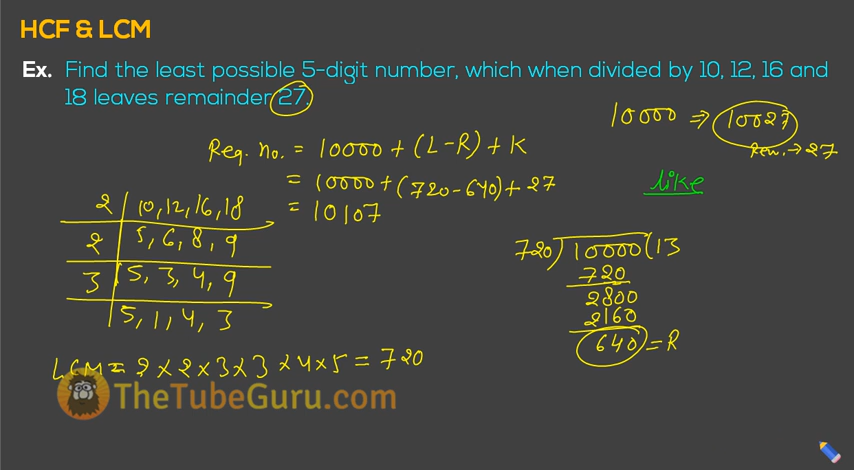 HCF & LCM
Ex. Find the least possible 5-digit number, which when divided by 10, 12, 16 and
18 leaves remainder 27.
10000 ⇒ 10027
Rem. → 27
Req. no. = 10000 + (L-R) + K
= 10000 + (720 - 640) + 27
= 10107
like
2 | 10, 12, 16, 18
2 | 5, 6, 8, 9
3 | 5, 3, 4, 9
| 5, 1, 4, 3
720) 10000 (13
720
2800
2160
640 = R
LCM = 2 × 2 × 3 × 3 × 4 × 5 = 720
TheTubeGuru.com